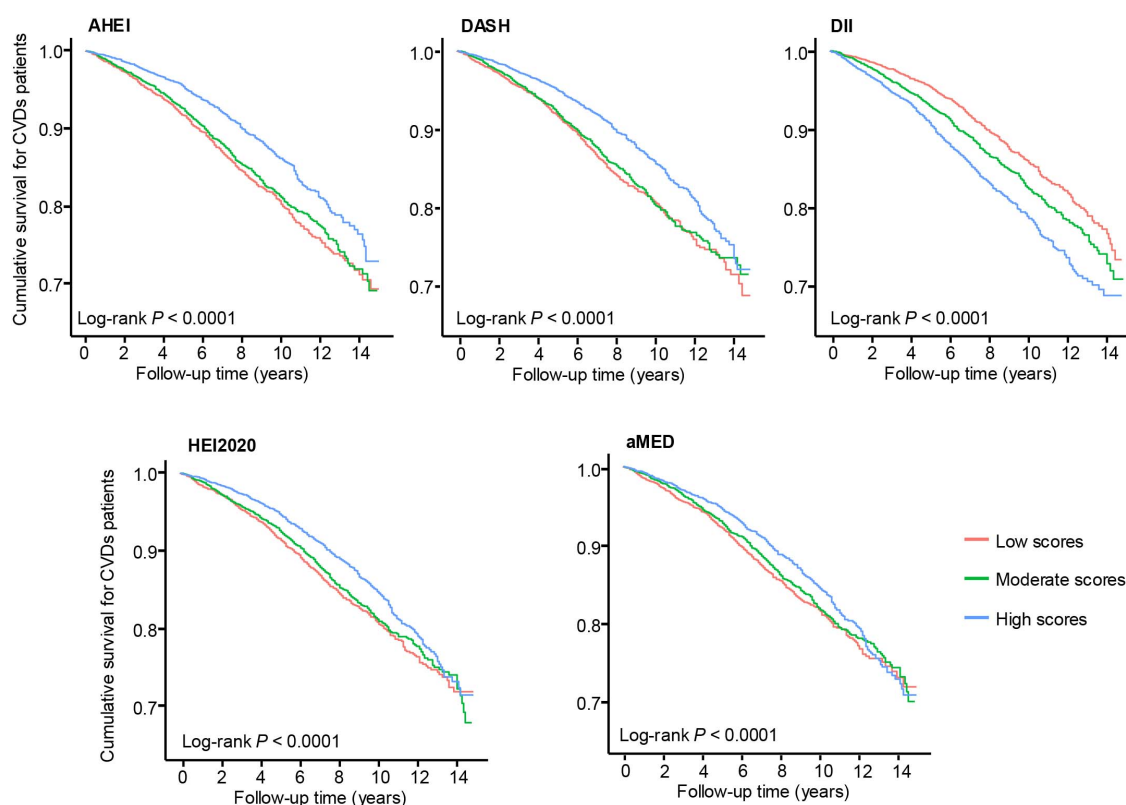 AHEI
DASH
DII
Cumulative survival for CVDs patients
1.0
0.9
0.8
0.7
Log-rank P < 0.0001
0 2 4 6 8 10 12 14
Follow-up time (years)
1.0
0.9
0.8
0.7
Log-rank P < 0.0001
0 2 4 6 8 10 12 14
Follow-up time (years)
1.0
0.9
0.8
0.7
Log-rank P < 0.0001
0 2 4 6 8 10 12 14
Follow-up time (years)
HEI2020
aMED
Cumulative survival for CVDs patients
1.0
0.9
0.8
0.7
Log-rank P < 0.0001
0 2 4 6 8 10 12 14
Follow-up time (years)
1.0
0.9
0.8
0.7
Log-rank P < 0.0001
0 2 4 6 8 10 12 14
Follow-up time (years)
Low scores
Moderate scores
High scores